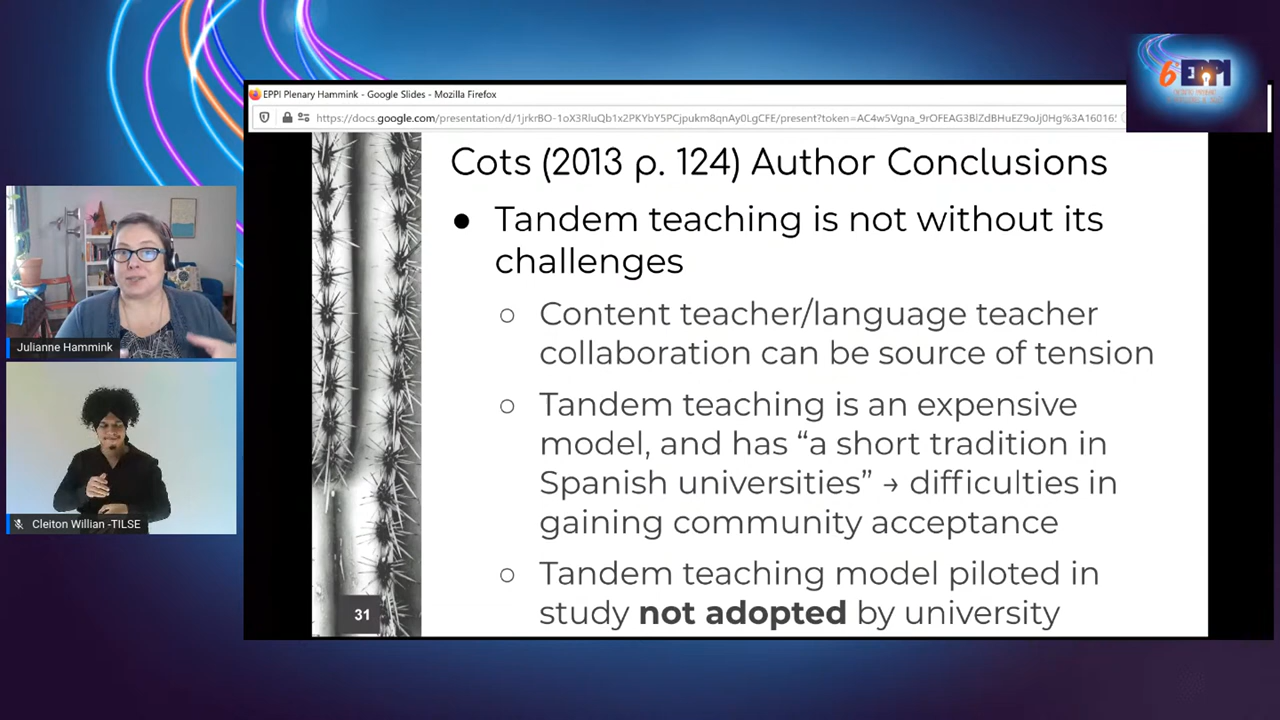 6EPPI
EPPI Plenary Hammink - Google Slides - Mozilla Firefox
Cots (2013 p. 124) Author Conclusions
● Tandem teaching is not without its
challenges
○ Content teacher/language teacher
collaboration can be source of tension
○ Tandem teaching is an expensive
model, and has “a short tradition in
Spanish universities” → difficulties in
gaining community acceptance
○ Tandem teaching model piloted in
study not adopted by university
31
Julianne Hammink
Cleiton Willian -TILSE